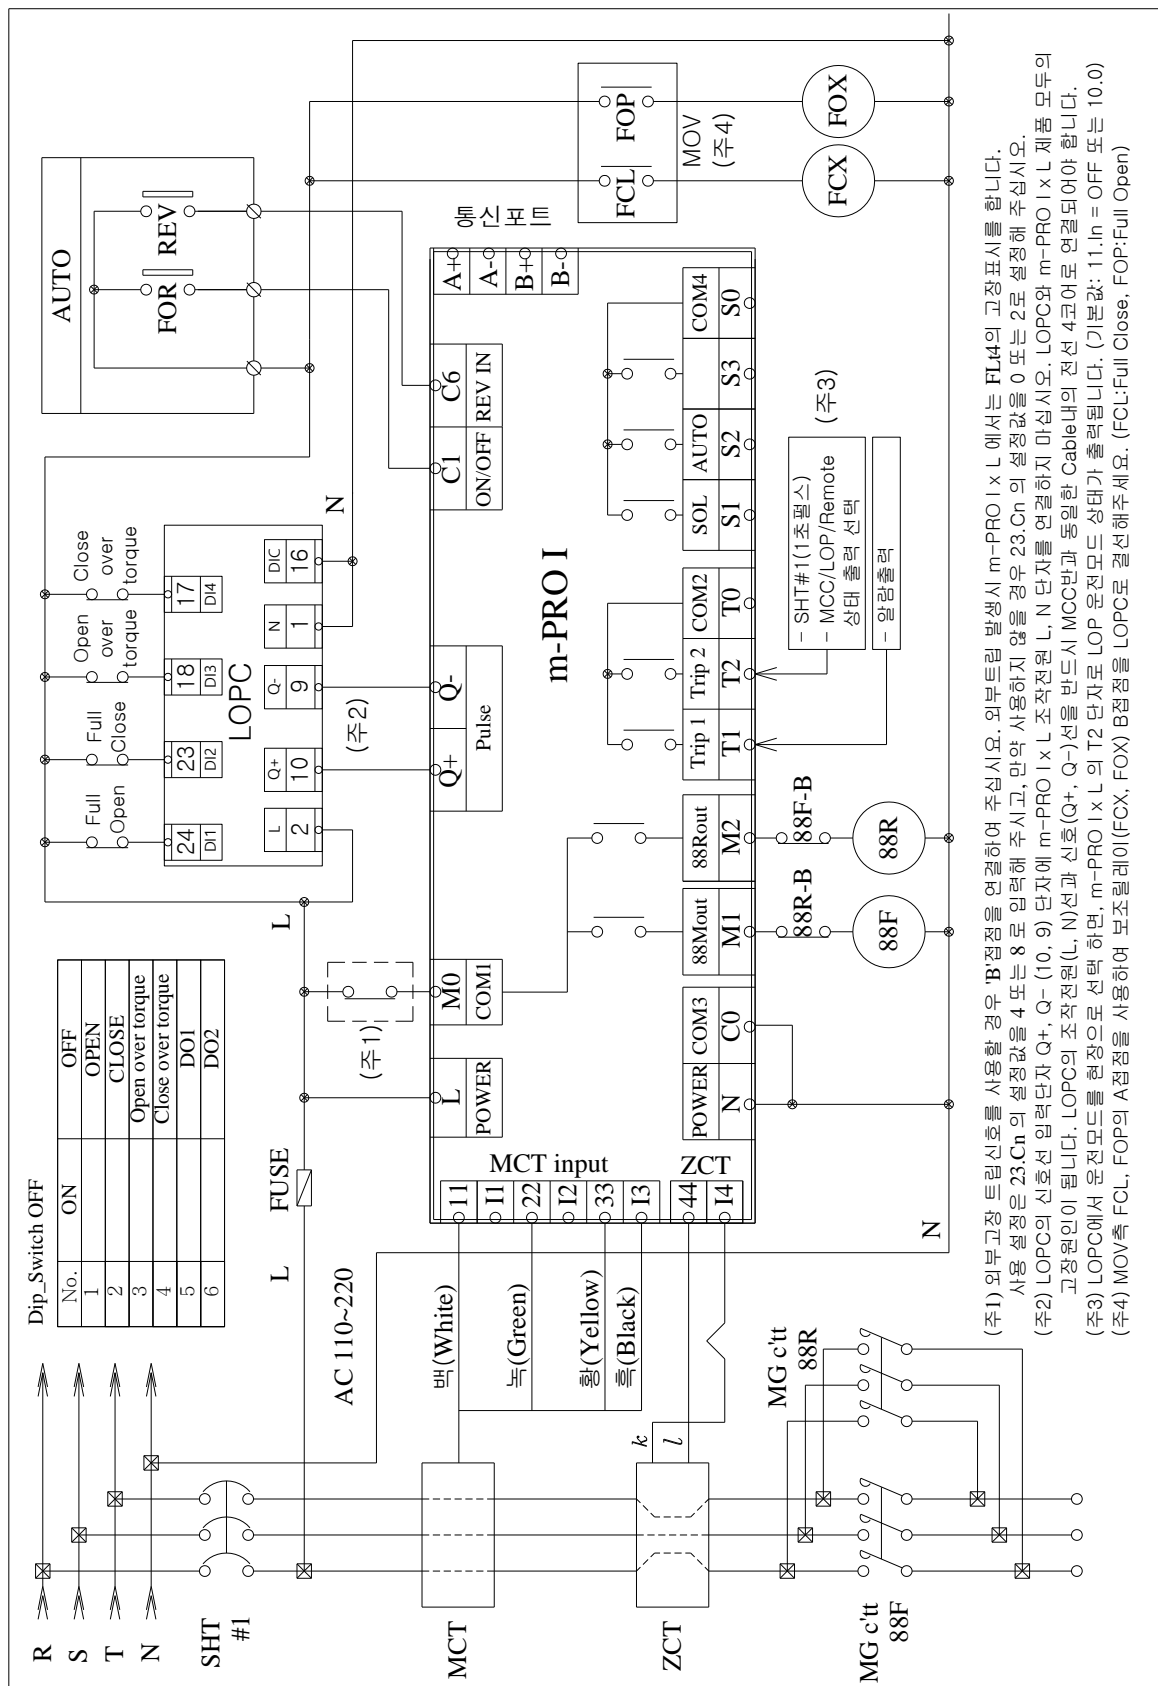 R
S
T
N
SHT
#1
MCT
ZCT
MG c'tt
88F
MG c'tt
88R
Dip_Switch OFF
No. ON OFF
1 OPEN
2 CLOSE
3 Open over torque
4 Close over torque
5 DO1
6 DO2
AC 110~220
L
FUSE
L
N
백(White)
녹(Green)
황(Yellow)
흑(Black)
k
l
MCT input
11
I1
22
I2
33
I3
ZCT
44
I4
L
POWER
M0
COM1
(주1)
Q+
Q-
Pulse
C1
C6
ON/OFF
REV IN
통신포트
A+
A-
B+
B-
m-PRO I
POWER
N
COM3
C0
88Mout
M1
88Rout
M2
Trip 1
T1
Trip 2
T2
COM2
T0
SOL
S1
AUTO
S2
S3
COM4
S0
88R-B
88F-B
88F
88R
- SHT#1(1초펄스)
- MCC/LOP/Remote
상태 출력 선택
- 알람출력
(주3)
Full
Open
Full
Close
Open
over
torque
Close
over
torque
24
DI1
23
DI2
18
DI3
17
DI4
LOPC
L
2
Q+
10
Q-
9
N
1
DIC
16
(주2)
N
AUTO
FOR
REV
FCL
FOP
MOV
(주4)
FCX
FOX
(주1) 외부고장 트립신호를 사용할 경우 'B'접점을 연결하여 주십시요. 외부트립 발생시 m-PRO I x L 에서는 FLt4의 고장표시를 합니다.
사용 설정은 23.Cn 의 설정값을 4 또는 8 로 입력해 주시고, 만약 사용하지 않을 경우 23.Cn 의 설정값을 0 또는 2로 설정해 주십시오.
(주2) LOPC의 신호선 입력단자 Q+, Q- (10, 9) 단자에 m-PRO I x L 조작전원 L, N 단자를 연결하지 마십시오. LOPC와 m-PRO I x L 제품 모두의
고장원인이 됩니다. LOPC의 조작전원(L, N)선과 신호(Q+, Q-)선을 반드시 MCC반과 동일한 Cable내의 전선 4코어로 연결되어야 합니다.
(주3) LOPC에서 운전모드를 현장으로 선택 하면, m-PRO I x L 의 T2 단자로 LOP 운전모드 상태가 출력됩니다. (기본값: 11.In = OFF 또는 10.0)
(주4) MOV측 FCL, FOP의 A접점을 사용하여 보조릴레이(FCX, FOX) B접점을 LOPC로 결선해주세요. (FCL:Full Close, FOP:Full Open)